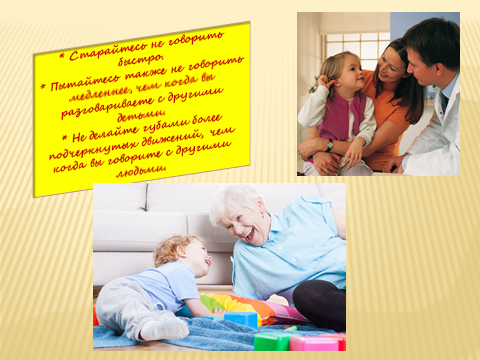 * Старайтесь не говорить
быстро.
* Пытайтесь также не говорить
медленнее, чем когда вы
разговариваете с другими
детьми.
* Не делайте губами более
подчеркнутых движений, чем
когда вы говорите с другими
людьми.